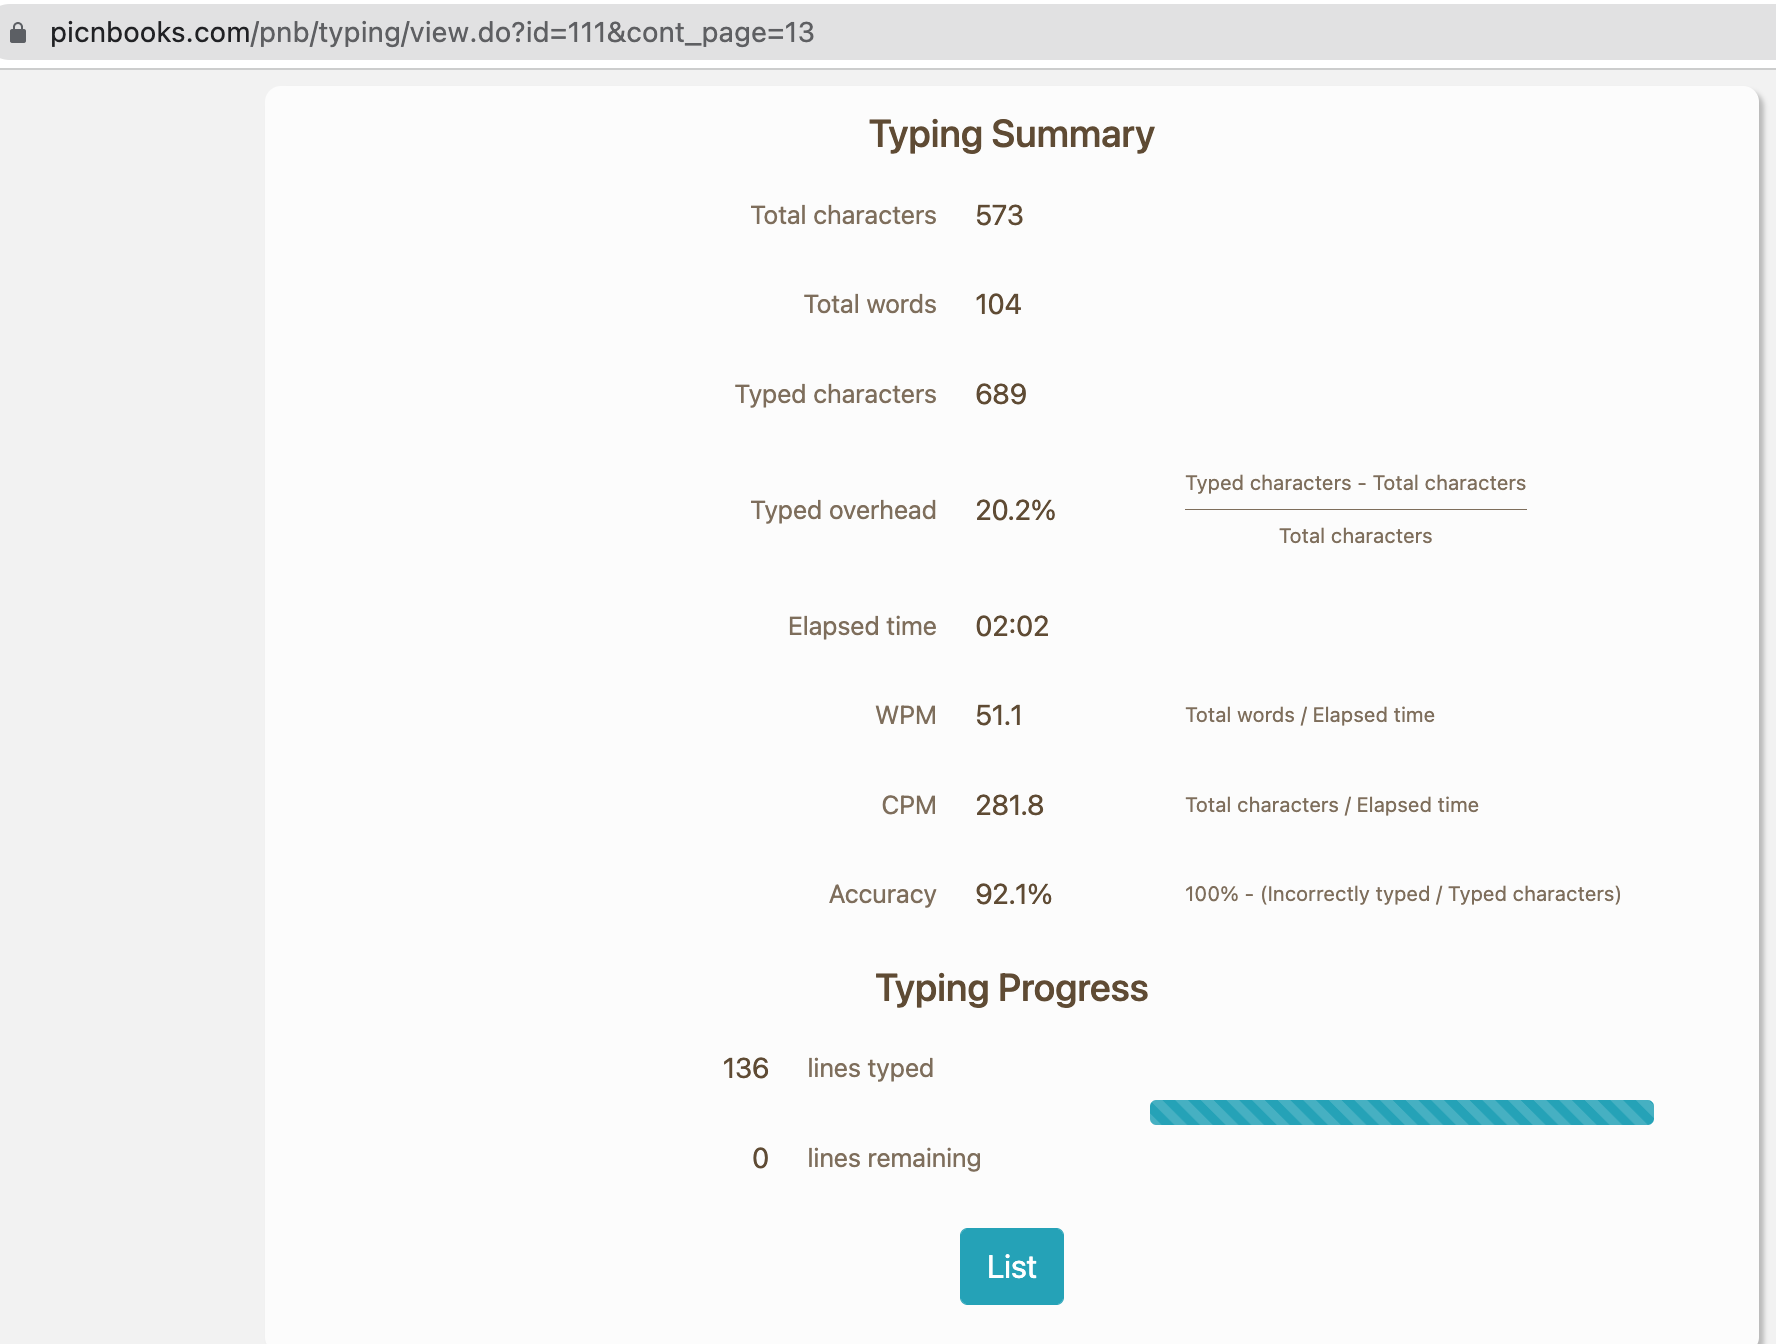 picnbooks.com/pnb/typing/view.do?id=111&cont_page=13
Typing Summary
Total characters 573
Total words 104
Typed characters 689
Typed characters - Total characters
Typed overhead 20.2%
Total characters
Elapsed time 02:02
WPM 51.1 Total words / Elapsed time
CPM 281.8 Total characters / Elapsed time
Accuracy 92.1% 100% - (Incorrectly typed / Typed characters)
Typing Progress
136 lines typed
0 lines remaining
List